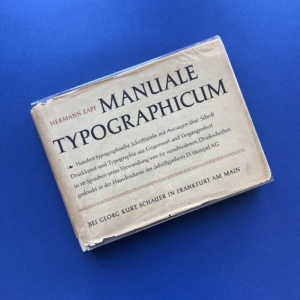 HERMANN ZAPF MANUALE
TYPOGRAPHICUM
❧ Hundert typographische Schrifttafeln mit Aussagen über Schrift
Druckkunst und Typographie aus Gegenwart und Vergangenheit
in 16 Sprachen unter Verwendung von 90 verschiedenen Druckschriften
gedruckt in der Hausdruckerei der Schriftgießerei D. Stempel AG
BEI GEORG KURT SCHAUER IN FRANKFURT AM MAIN